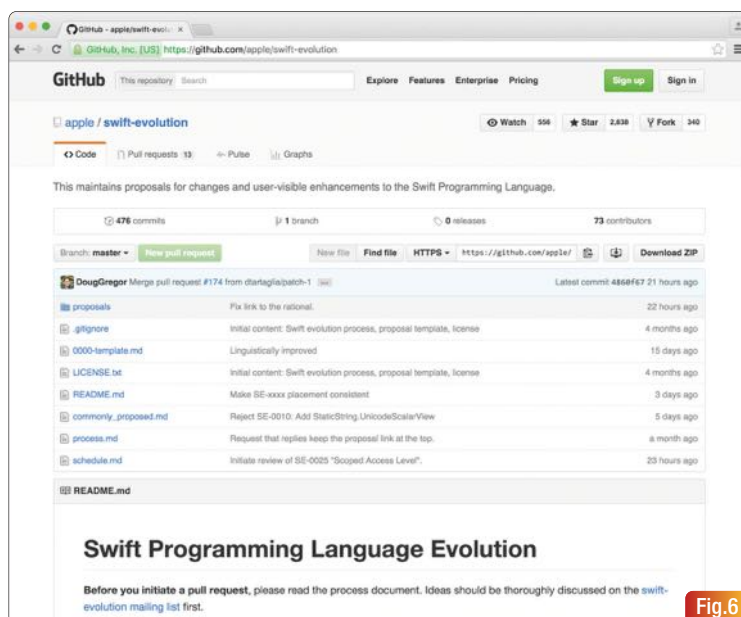 GitHub - apple/swift-evolu
GitHub, Inc. [US] https://github.com/apple/swift-evolution
GitHub This repository Search Explore Features Enterprise Pricing Sign up Sign in
apple / swift-evolution Watch 556 Star 2,638 Fork 340
Code Pull requests 13 Pulse Graphs
This maintains proposals for changes and user-visible enhancements to the Swift Programming Language.
476 commits 1 branch 0 releases 73 contributors
Branch: master New pull request New file Find file HTTPS https://github.com/apple/ Download ZIP
DougGregor Merge pull request #174 from dtartaglia/patch-1 ... Latest commit 4860f67 21 hours ago
proposals Fix link to the rational. 22 hours ago
.gitignore Initial content: Swift evolution process, proposal template, license 4 months ago
0000-template.md Linguistically improved 15 days ago
LICENSE.txt Initial content: Swift evolution process, proposal template, license 4 months ago
README.md Make SE-xxxx placement consistent 3 days ago
commonly_proposed.md Reject SE-0010: Add StaticString.UnicodeScalarView 5 days ago
process.md Request that replies keep the proposal link at the top. a month ago
schedule.md Initiate review of SE-0025 "Scoped Access Level". 23 hours ago
README.md
Swift Programming Language Evolution
Before you initiate a pull request, please read the process document. Ideas should be thoroughly discussed on the swift-
evolution mailing list first.
Fig.6